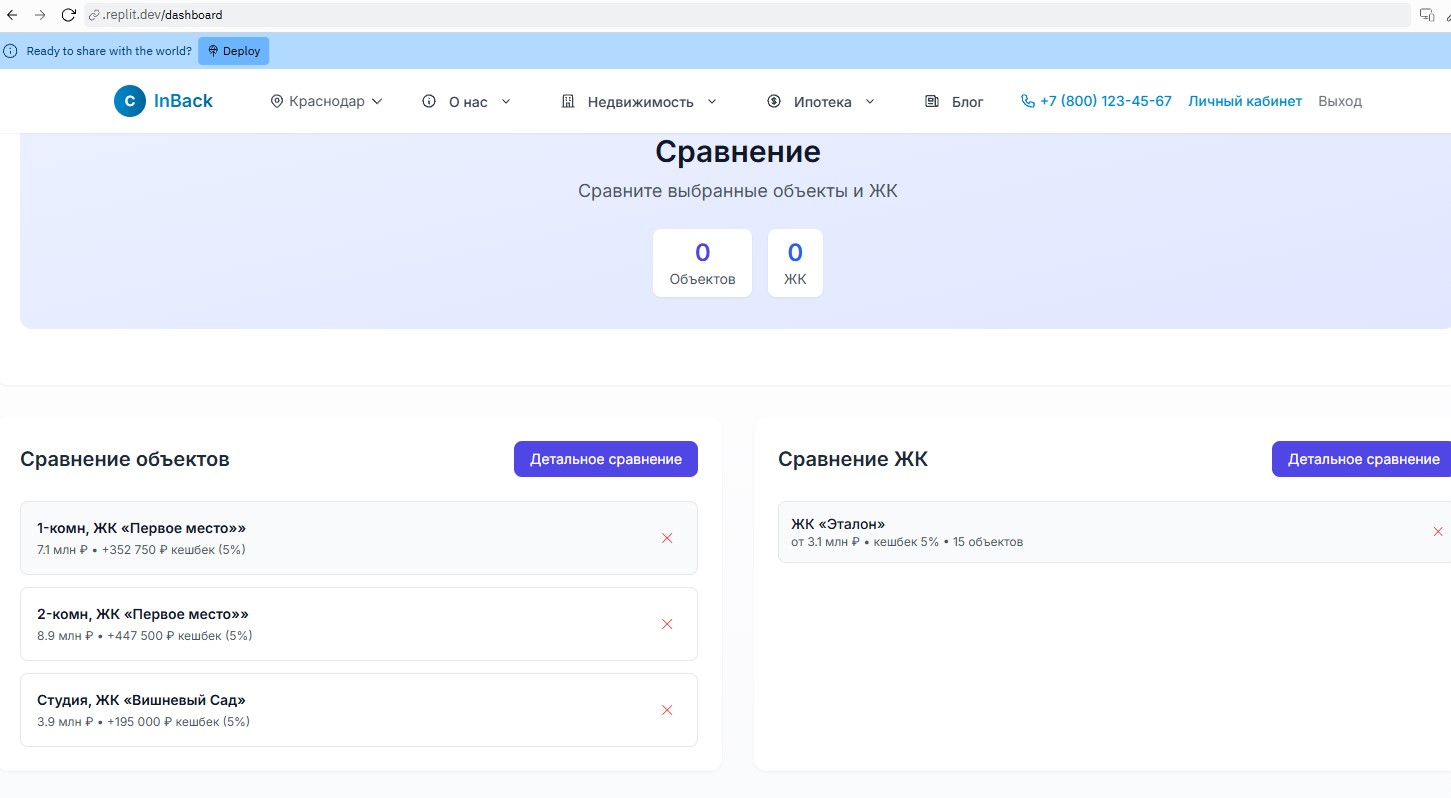 .replit.dev/dashboard
Ready to share with the world? Deploy
C InBack Краснодар О нас Недвижимость Ипотека Блог +7 (800) 123-45-67 Личный кабинет Выход
Сравнение
Сравните выбранные объекты и ЖК
0
Объектов
0
ЖК
Сравнение объектов
Детальное сравнение
1-комн, ЖК «Первое место»»
7.1 млн ₽ • +352 750 ₽ кешбек (5%)
2-комн, ЖК «Первое место»»
8.9 млн ₽ • +447 500 ₽ кешбек (5%)
Студия, ЖК «Вишневый Сад»
3.9 млн ₽ • +195 000 ₽ кешбек (5%)
Сравнение ЖК
Детальное сравнение
ЖК «Эталон»
от 3.1 млн ₽ • кешбек 5% • 15 объектов